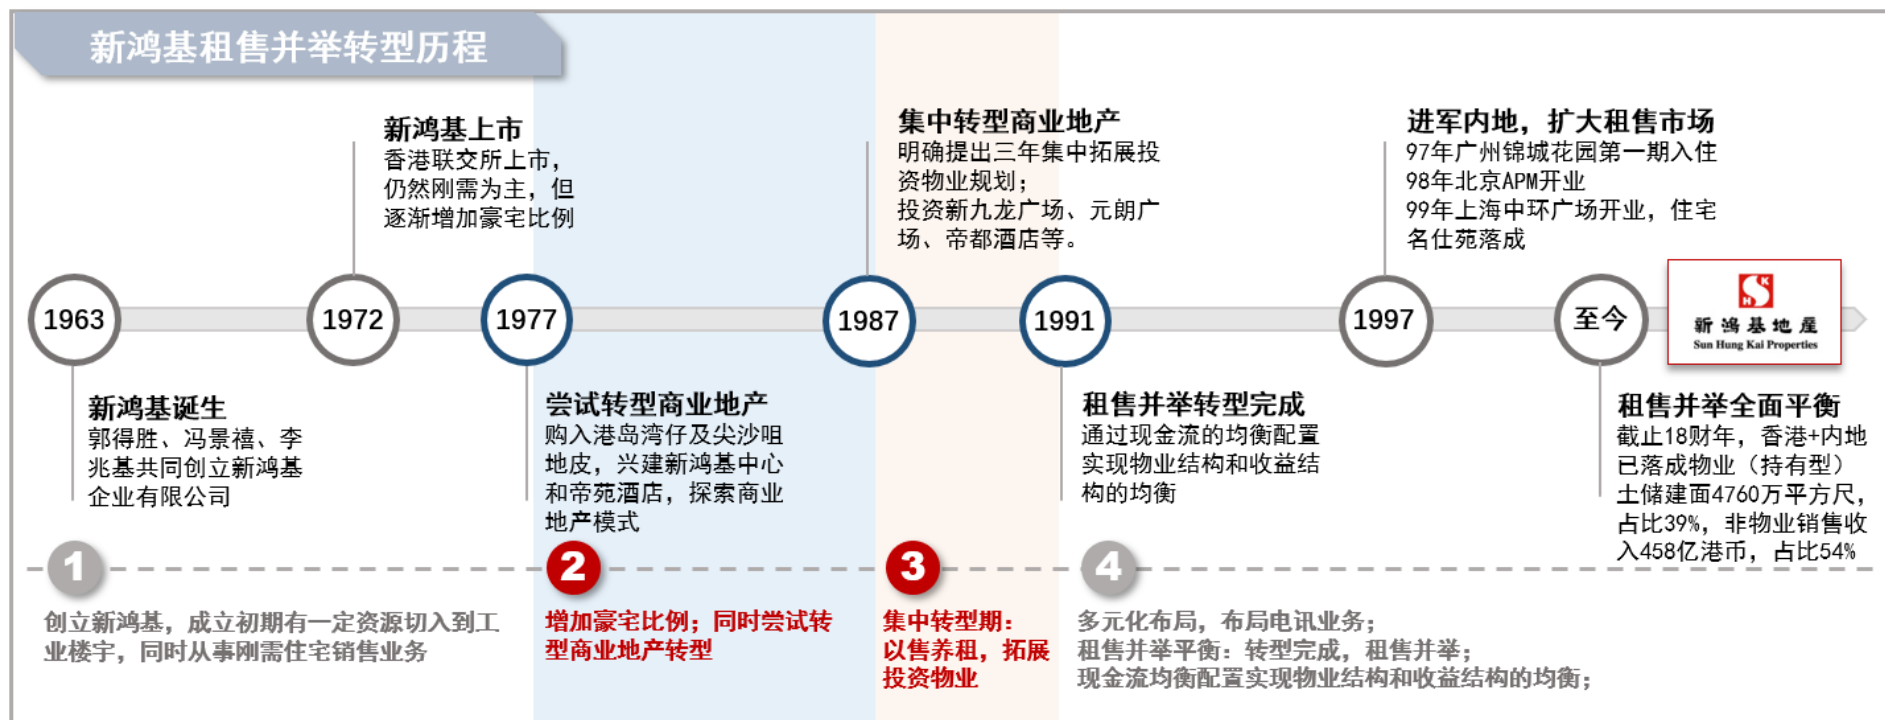 新鸿基租售并举转型历程
新鸿基上市
香港联交所上市，
仍然刚需为主，但
逐渐增加豪宅比例
集中转型商业地产
明确提出三年集中拓展投
资物业规划；
投资新九龙广场、元朗广
场、帝都酒店等。
进军内地，扩大租售市场
97年广州锦城花园第一期入住
98年北京APM开业
99年上海中环广场开业，住宅
名仕苑落成
1963
1972
1977
1987
1991
1997
至今
新鸿基地産
Sun Hung Kai Properties
新鸿基诞生
郭得胜、冯景禧、李
兆基共同创立新鸿基
企业有限公司
尝试转型商业地产
购入港岛湾仔及尖沙咀
地皮，兴建新鸿基中心
和帝苑酒店，探索商业
地产模式
租售并举转型完成
通过现金流的均衡配置
实现物业结构和收益结
构的均衡
租售并举全面平衡
截止18财年，香港+内地
已落成物业（持有型）
土储建面4760万平方尺，
占比39%，非物业销售收
入458亿港币，占比54%
1
创立新鸿基，成立初期有一定资源切入到工
业楼宇，同时从事刚需住宅销售业务
2
增加豪宅比例；同时尝试转
型商业地产转型
3
集中转型期：
以售养租，拓展
投资物业
4
多元化布局，布局电讯业务；
租售并举平衡：转型完成，租售并举；
现金流均衡配置实现物业结构和收益结构的均衡；